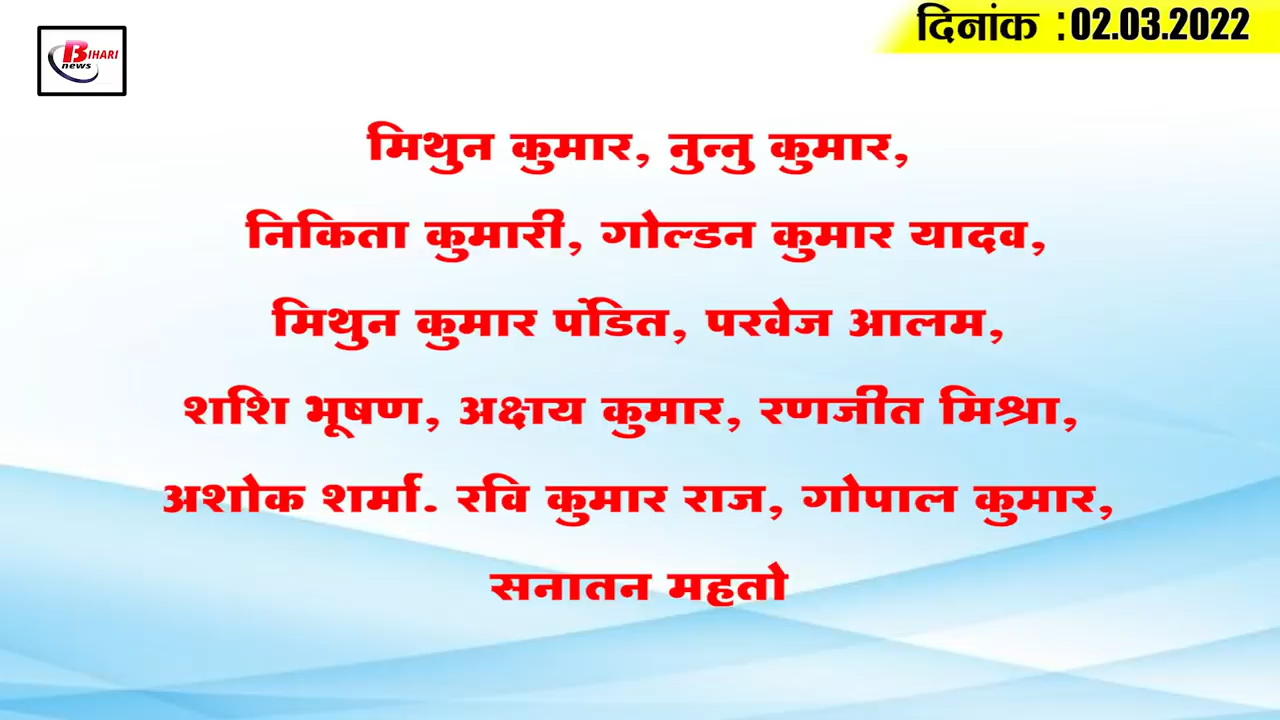 BIHARI
news
दिनांक :02.03.2022
मिथुन कुमार, नुन्नु कुमार,
निकिता कुमारी, गोल्डन कुमार यादव,
मिथुन कुमार पंडित, परवेज आलम,
शशि भूषण, अक्षय कुमार, रणजीत मिश्रा,
अशोक शर्मा. रवि कुमार राज, गोपाल कुमार,
सनातन महतो